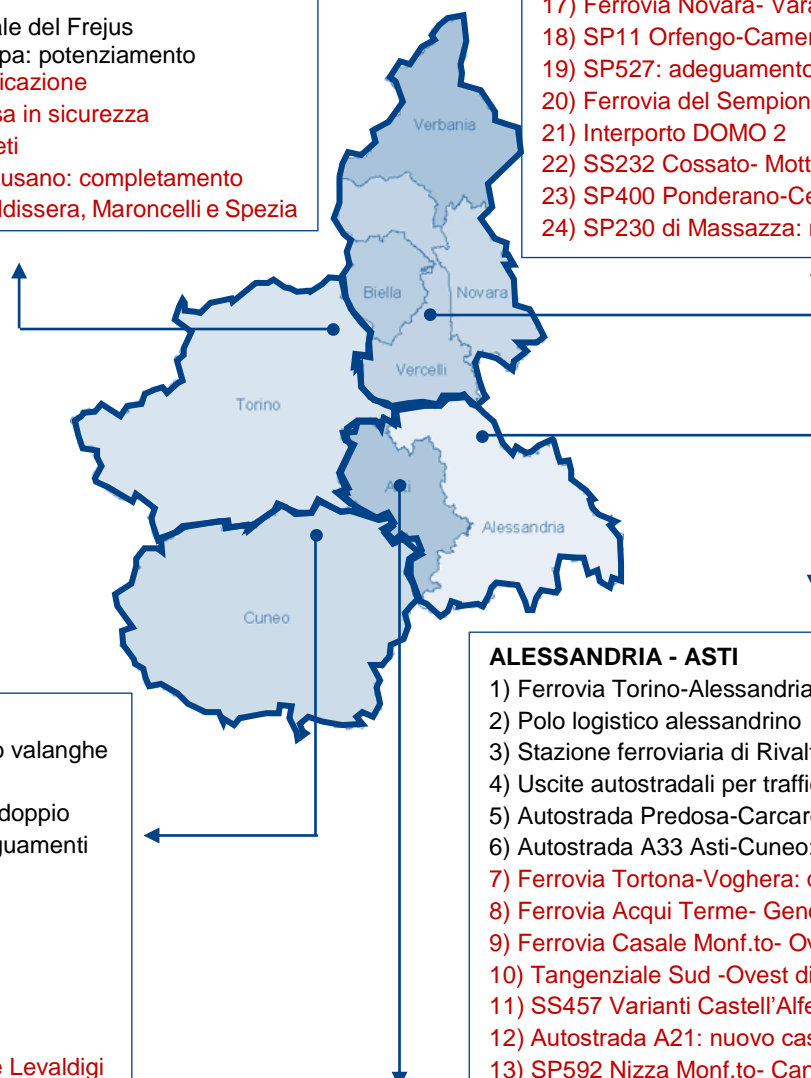 ale del Frejus
pa: potenziamento
icazione
sa in sicurezza
eti
usano: completamento
ldissera, Maroncelli e Spezia
17) Ferrovia Novara- Vara
18) SP11 Orfengo-Camer
19) SP527: adeguamento
20) Ferrovia del Sempion
21) Interporto DOMO 2
22) SS232 Cossato- Mott
23) SP400 Ponderano-Ce
24) SP230 di Massazza: r
Verbania
Biella
Novara
Vercelli
Torino
Asti
Alessandria
Cuneo
o valanghe
doppio
guamenti
e Levaldigi
ALESSANDRIA - ASTI
1) Ferrovia Torino-Alessandria
2) Polo logistico alessandrino
3) Stazione ferroviaria di Rival
4) Uscite autostradali per traffi
5) Autostrada Predosa-Carcar
6) Autostrada A33 Asti-Cuneo:
7) Ferrovia Tortona-Voghera: c
8) Ferrovia Acqui Terme- Geno
9) Ferrovia Casale Monf.to- Ov
10) Tangenziale Sud -Ovest di
11) SS457 Varianti Castell'Alfe
12) Autostrada A21: nuovo cas
13) SP592 Nizza Monf.to- Can